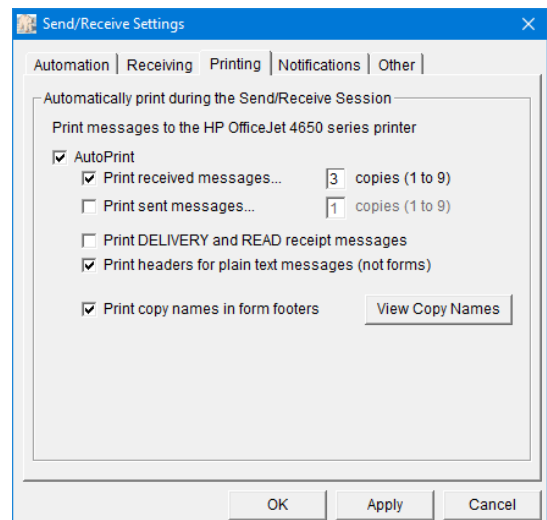 Send/Receive Settings
Automation Receiving Printing Notifications Other
Automatically print during the Send/Receive Session
Print messages to the HP OfficeJet 4650 series printer
AutoPrint
Print received messages... 3 copies (1 to 9)
Print sent messages... 1 copies (1 to 9)
Print DELIVERY and READ receipt messages
Print headers for plain text messages (not forms)
Print copy names in form footers View Copy Names
OK Apply Cancel